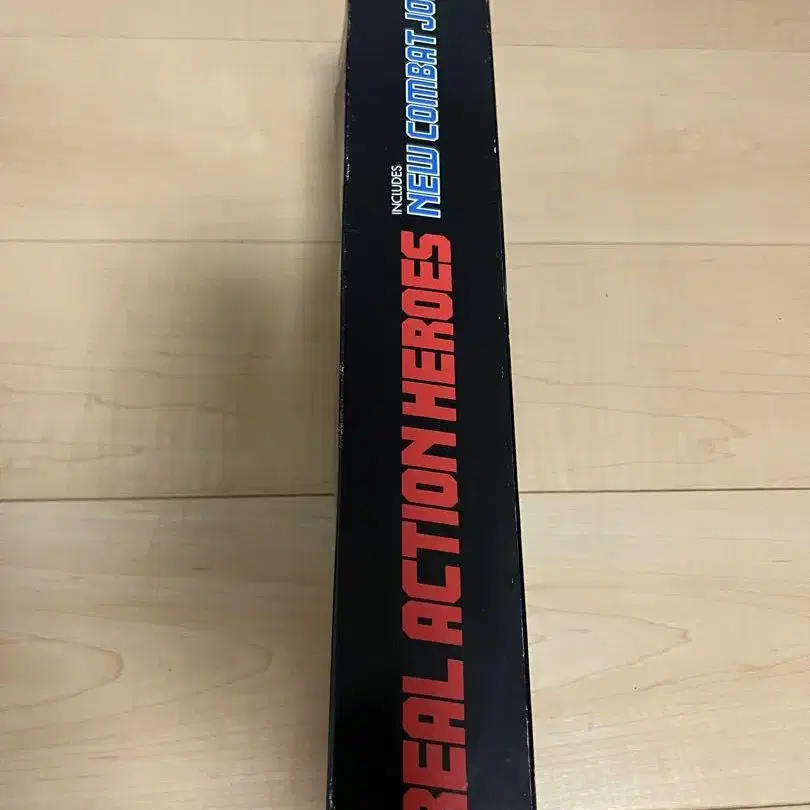 REAL ACTION HEROES
INCLUDES
NEW COMBAT